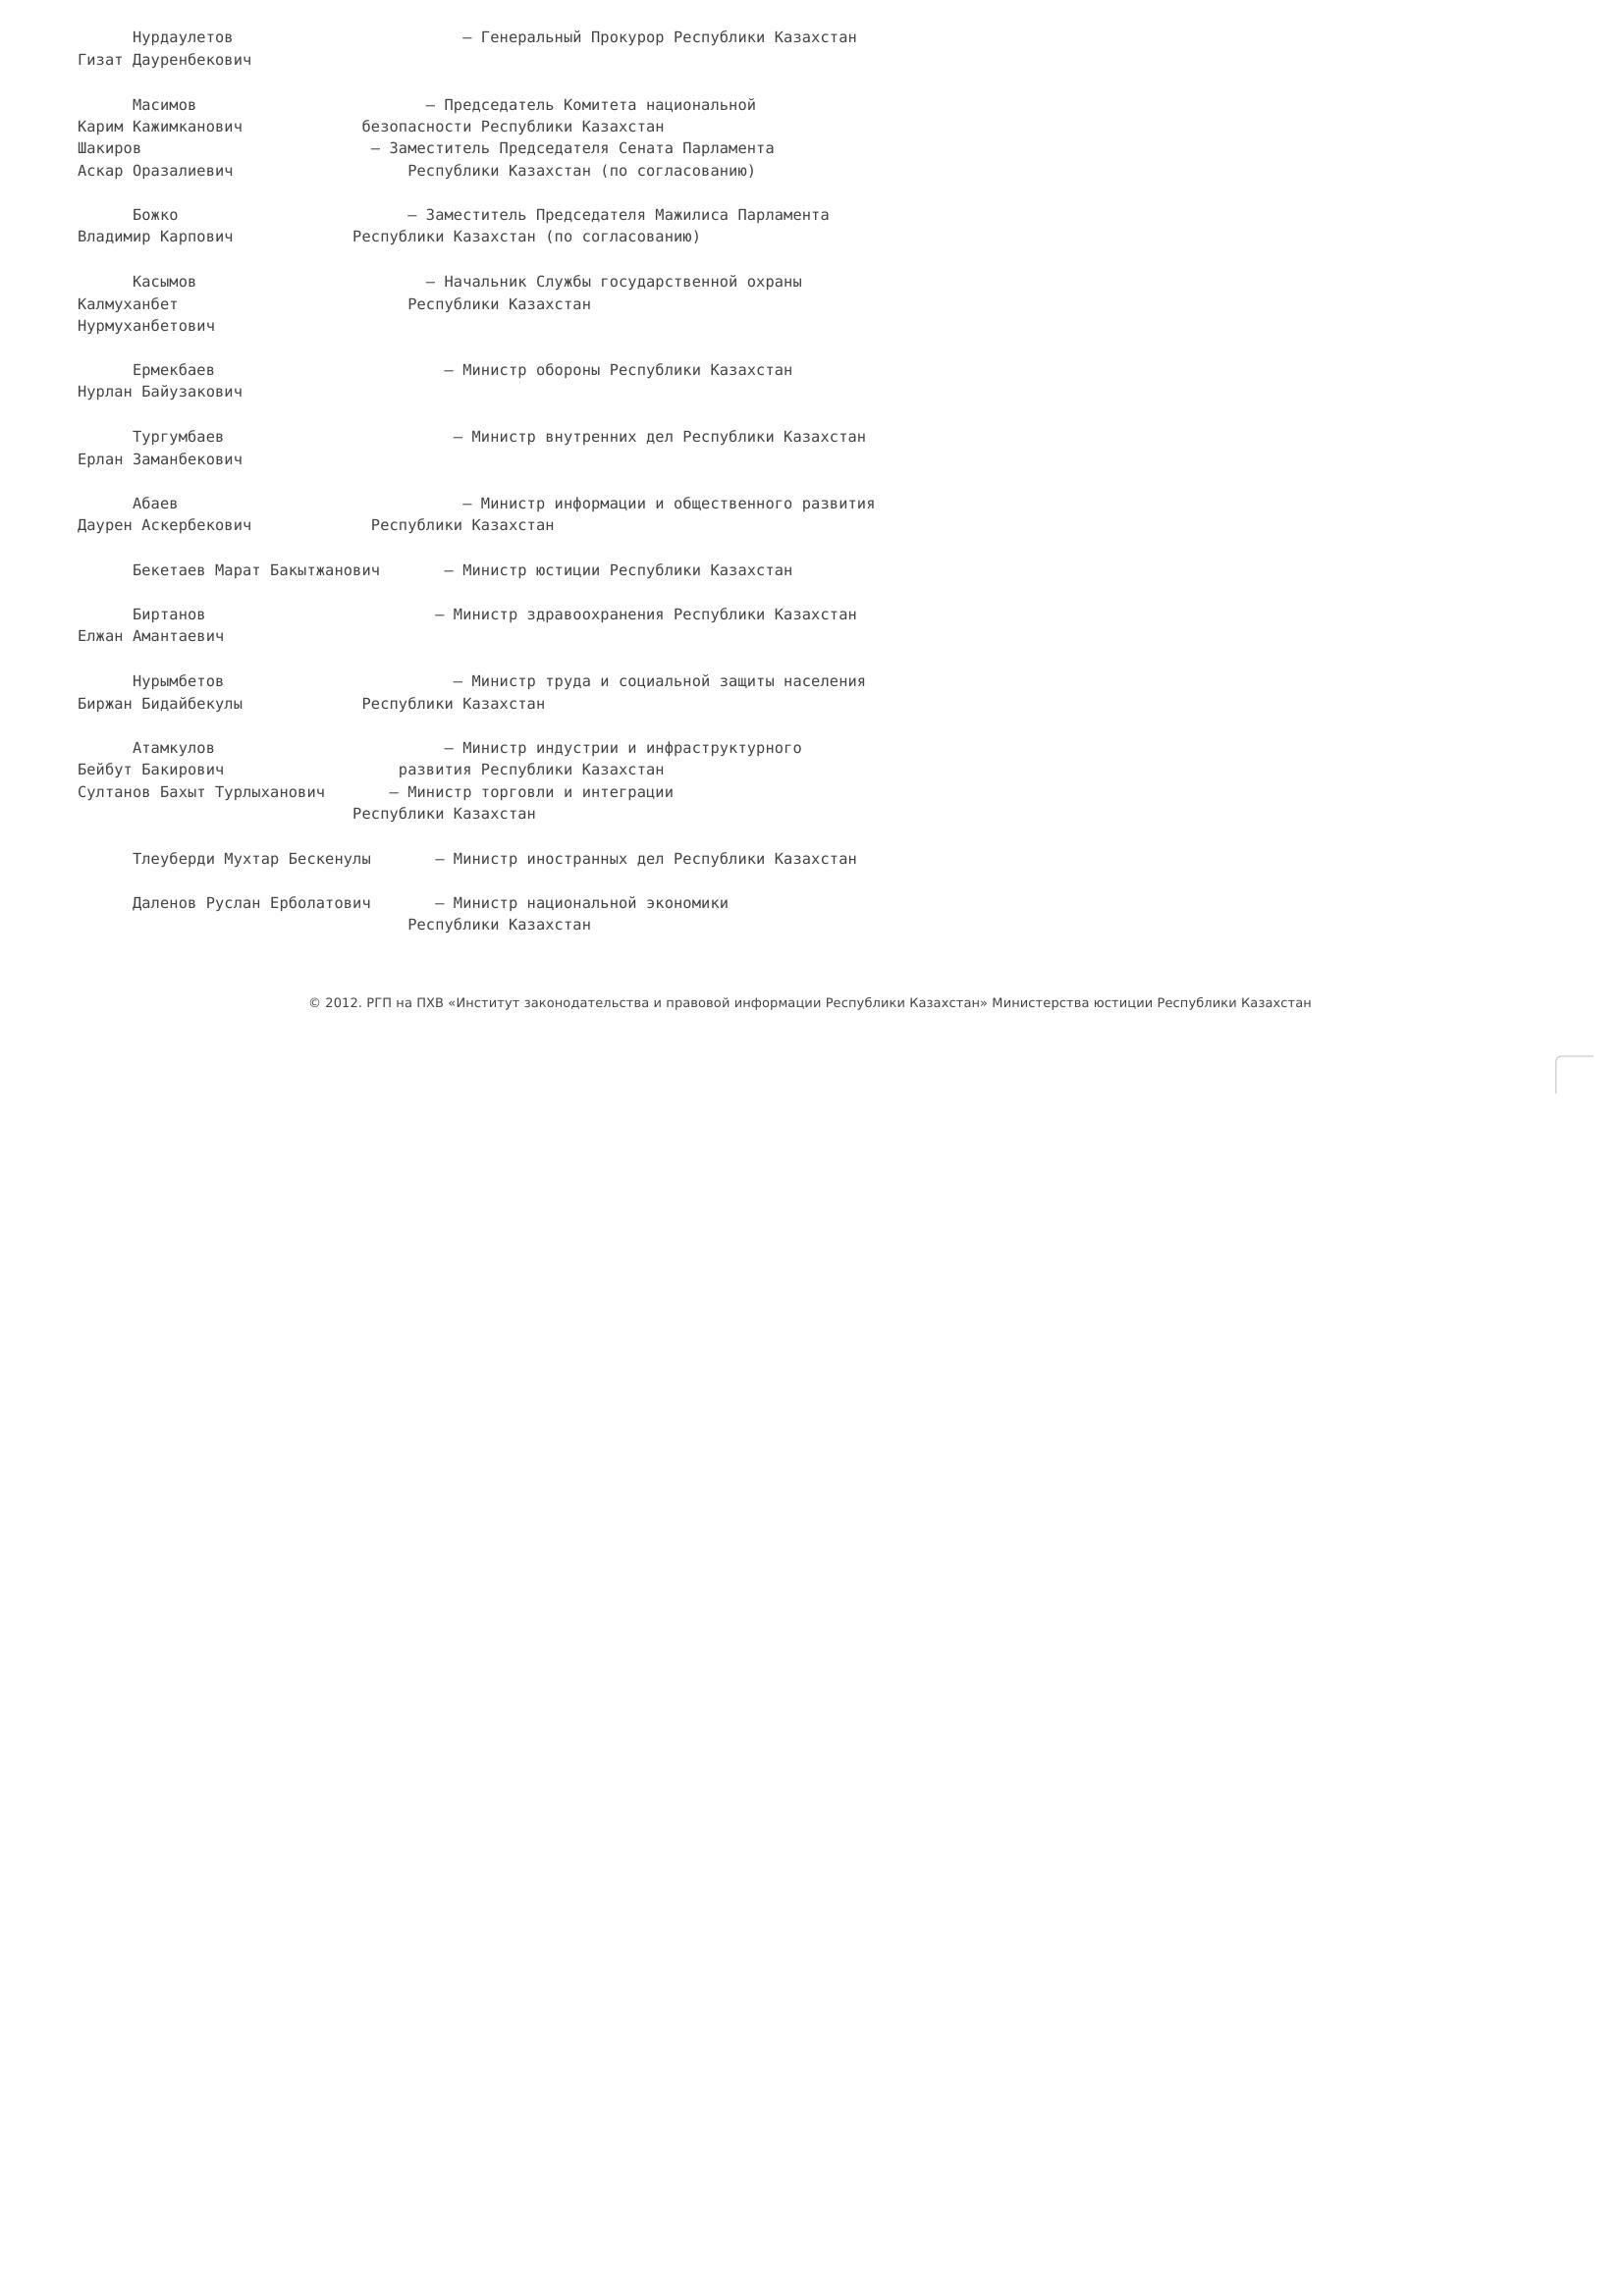 Нурдаулетов – Генеральный Прокурор Республики Казахстан
Гизат Дауренбекович
Масимов – Председатель Комитета национальной
Карим Кажимканович безопасности Республики Казахстан
Шакиров – Заместитель Председателя Сената Парламента
Аскар Оразалиевич Республики Казахстан (по согласованию)
Божко – Заместитель Председателя Мажилиса Парламента
Владимир Карпович Республики Казахстан (по согласованию)
Касымов – Начальник Службы государственной охраны
Калмуханбет Республики Казахстан
Нурмуханбетович
Ермекбаев – Министр обороны Республики Казахстан
Нурлан Байузакович
Тургумбаев – Министр внутренних дел Республики Казахстан
Ерлан Заманбекович
Абаев – Министр информации и общественного развития
Даурен Аскербекович Республики Казахстан
Бекетаев Марат Бакытжанович – Министр юстиции Республики Казахстан
Биртанов – Министр здравоохранения Республики Казахстан
Елжан Амантаевич
Нурымбетов – Министр труда и социальной защиты населения
Биржан Бидайбекулы Республики Казахстан
Атамкулов – Министр индустрии и инфраструктурного
Бейбут Бакирович развития Республики Казахстан
Султанов Бахыт Турлыханович – Министр торговли и интеграции
Республики Казахстан
Тлеуберди Мухтар Бескенулы – Министр иностранных дел Республики Казахстан
Даленов Руслан Ерболатович – Министр национальной экономики
Республики Казахстан
© 2012. РГП на ПХВ «Институт законодательства и правовой информации Республики Казахстан» Министерства юстиции Республики Казахстан